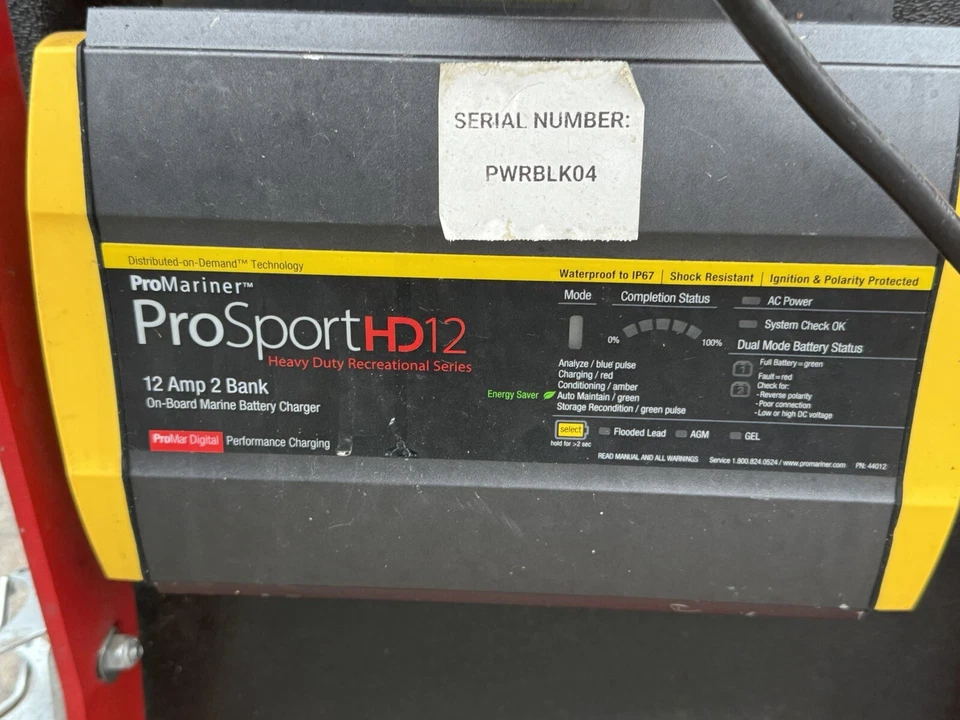 SERIAL NUMBER:
PWRBLK04
Distributed-on-Demand™ Technology
Waterproof to IP67 | Shock Resistant | Ignition & Polarity Protected
ProMariner™
ProSportHD12
Heavy Duty Recreational Series
12 Amp 2 Bank
On-Board Marine Battery Charger
ProMar Digital Performance Charging
Mode
Completion Status
0%
100%
Analyze / blue pulse
Charging / red
Conditioning / amber
Energy Saver Auto Maintain / green
Storage Recondition / green pulse
AC Power
System Check OK
Dual Mode Battery Status
1
2
Full Battery=green
Fault=red
Check for:
-Reverse polarity
-Poor connection
-Low or high DC voltage
select
hold for >2 sec
Flooded Lead
AGM
GEL
READ MANUAL AND ALL WARNINGS Service 1.800.824.0524 / www.promariner.com PN: 44012